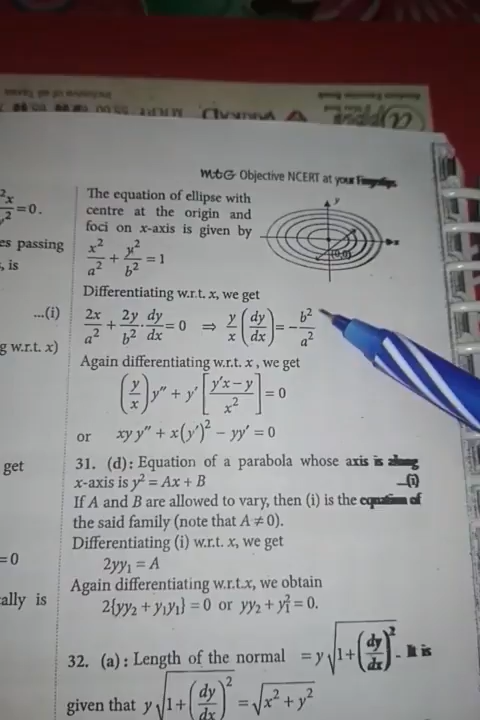 MtG Objective NCERT at your Fingertips
²x
y² = 0.
es passing
, is
...(i)
g w.r.t. x)
get
= 0
ally is
The equation of ellipse with
centre at the origin and
foci on x-axis is given by
x²/a² + y²/b² = 1
y
x
(0,0)
Differentiating w.r.t. x, we get
2x/a² + 2y/b² · dy/dx = 0 ⇒ y/x (dy/dx) = −b²/a²
Again differentiating w.r.t. x, we get
(y/x) y″ + y′ [(y′x − y)/x²] = 0
or xy y″ + x(y′)² − yy′ = 0
31. (d) : Equation of a parabola whose axis is along
x-axis is y² = Ax + B ...(i)
If A and B are allowed to vary, then (i) is the equation of
the said family (note that A ≠ 0).
Differentiating (i) w.r.t. x, we get
2yy₁ = A
Again differentiating w.r.t.x, we obtain
2{yy₂ + y₁y₁} = 0 or yy₂ + y₁² = 0.
32. (a) : Length of the normal = y√(1 + (dy/dx)²). It is
given that y√(1 + (dy/dx)²) = √(x² + y²)